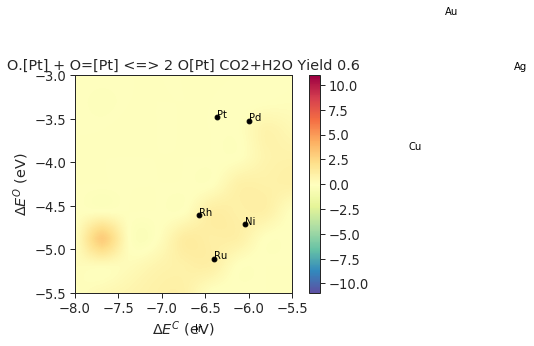 Au
O.[Pt] + O=[Pt] <=> 2 O[Pt] CO2+H2O Yield 0.6
Ag
−3.0
−3.5
−4.0
−4.5
−5.0
−5.5
ΔE^O (eV)
Pt
Pd
Cu
Rh
Ni
Ru
10.0
7.5
5.0
2.5
0.0
−2.5
−5.0
−7.5
−10.0
−8.0 −7.5 −7.0 −6.5 −6.0 −5.5
ΔE^C (eV)